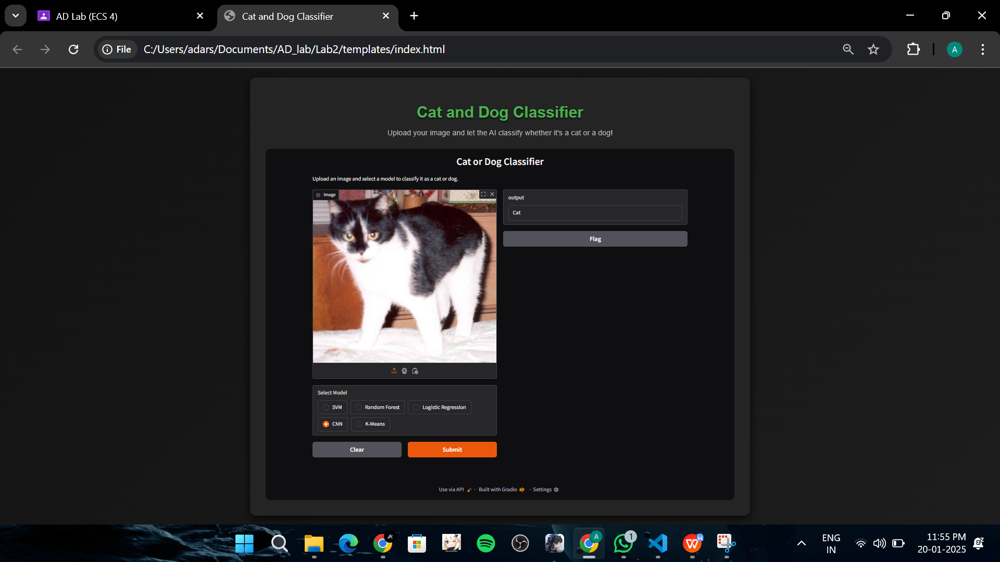 AD Lab (ECS 4)
Cat and Dog Classifier
File
C:/Users/adars/Documents/AD_lab/Lab2/templates/index.html
A
Cat and Dog Classifier
Upload your image and let the AI classify whether it's a cat or a dog!
Cat or Dog Classifier
Upload an image and select a model to classify it as a cat or dog.
Image
output
Cat
Flag
Select Model
SVM
Random Forest
Logistic Regression
CNN
K-Means
Clear
Submit
Use via API · Built with Gradio · Settings
A
1
ENG
IN
11:55 PM
20-01-2025